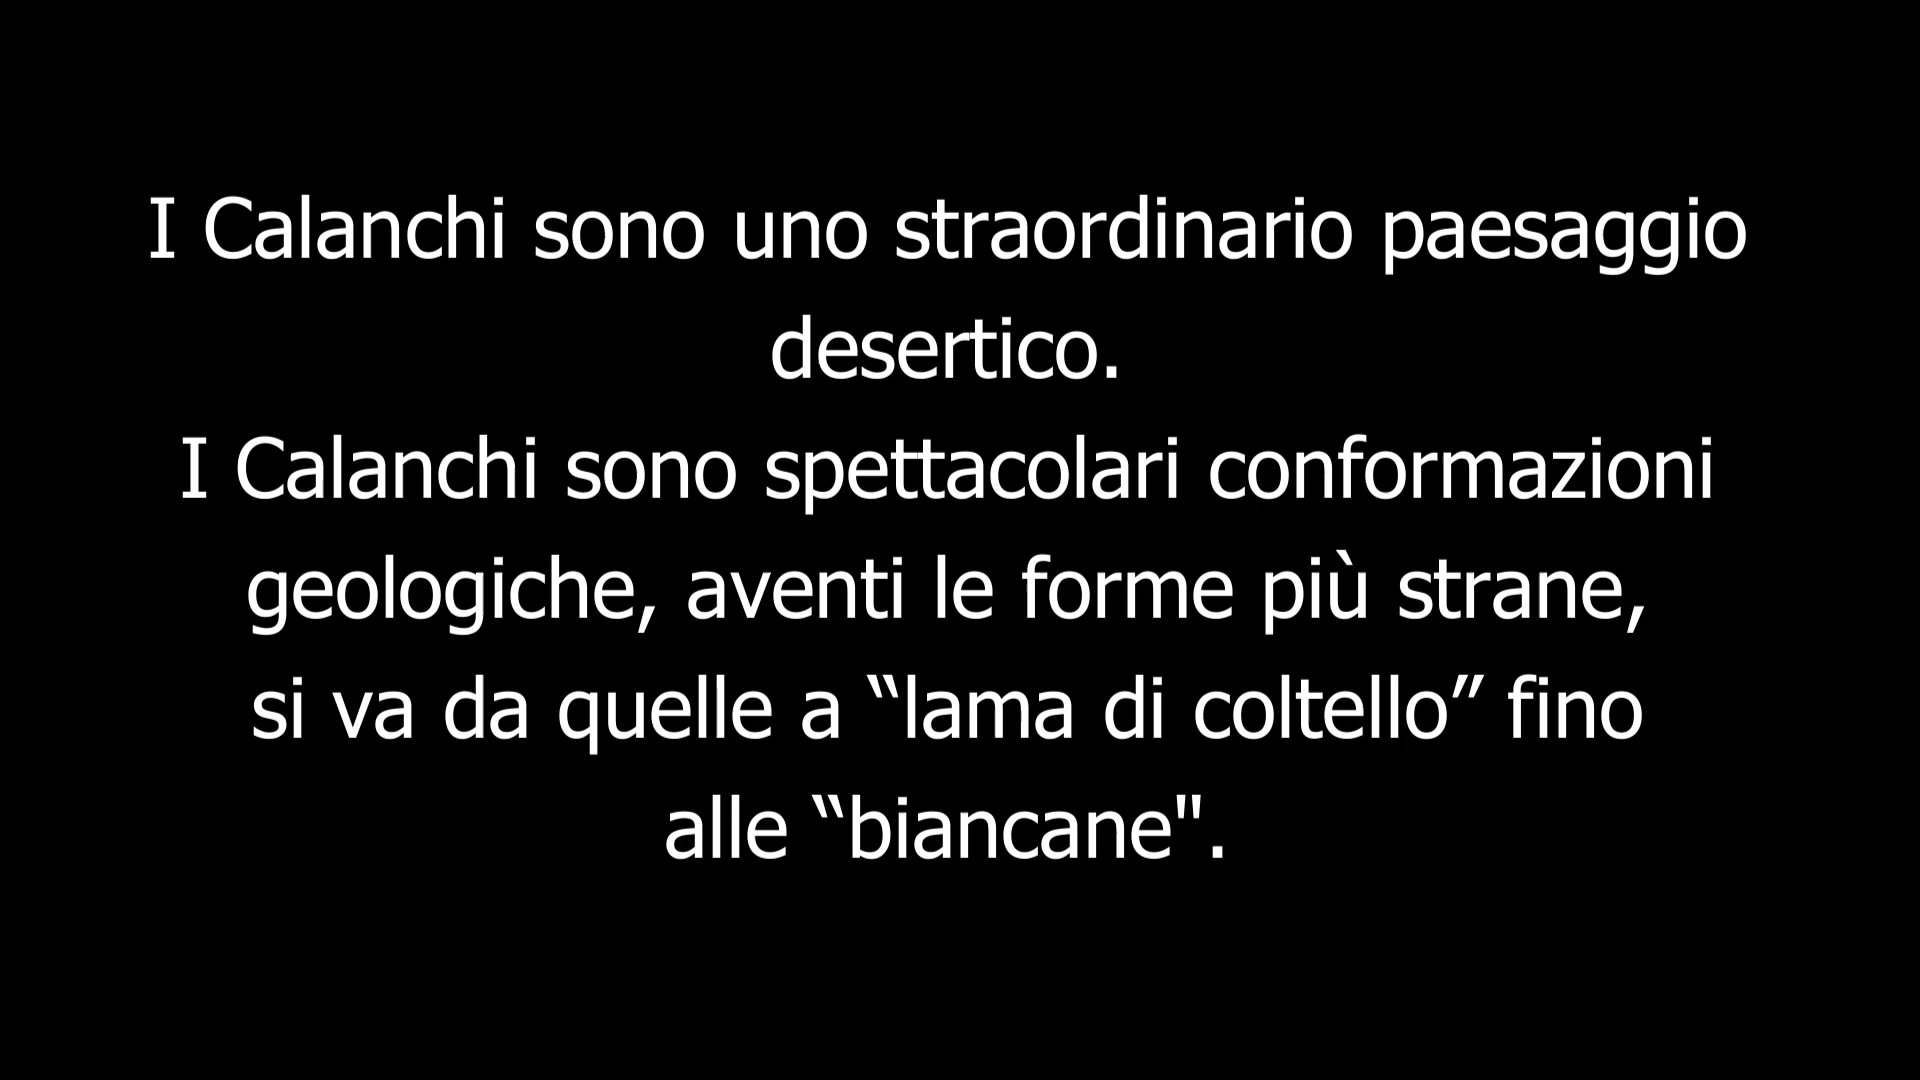 I Calanchi sono uno straordinario paesaggio
desertico.
I Calanchi sono spettacolari conformazioni
geologiche, aventi le forme più strane,
si va da quelle a “lama di coltello” fino
alle “biancane".